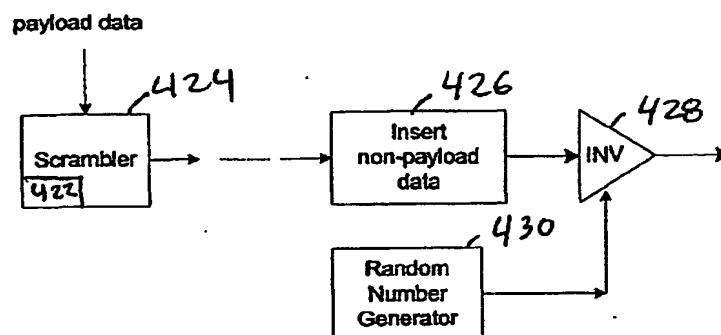 payload data
424
426
428
Scrambler
422
Insert
non-payload
data
INV
430
Random
Number
Generator